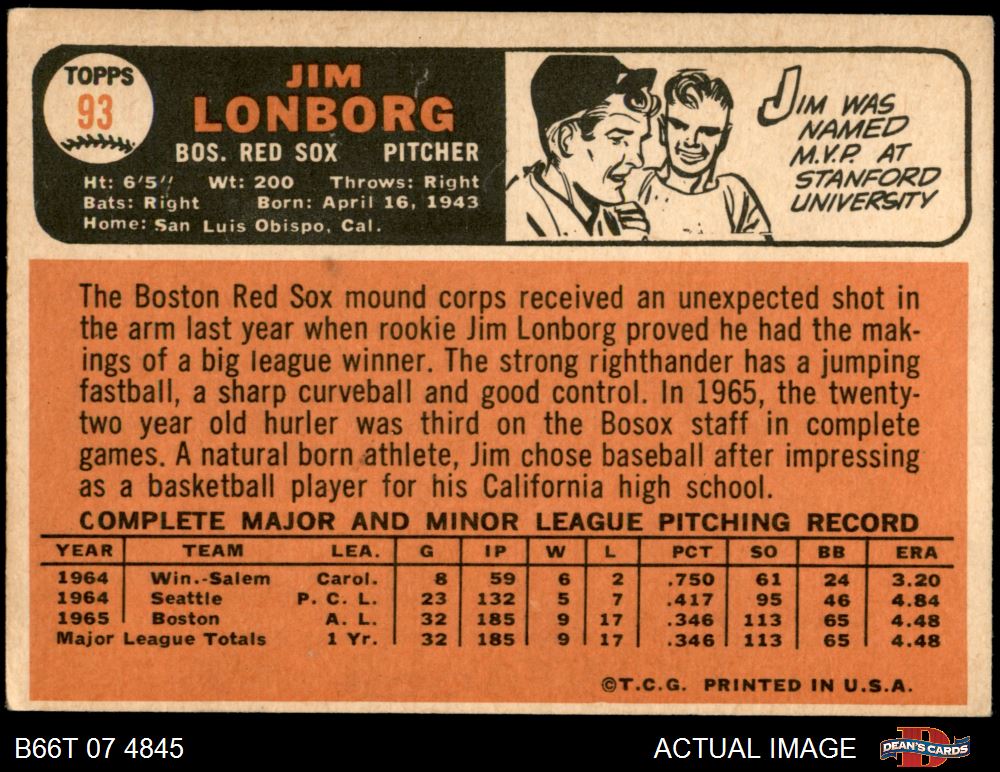 TOPPS
93
JIM
LONBORG
BOS. RED SOX PITCHER
Ht: 6'5" Wt: 200 Throws: Right
Bats: Right Born: April 16, 1943
Home: San Luis Obispo, Cal.
JIM WAS
NAMED
M.V.P. AT
STANFORD
UNIVERSITY
The Boston Red Sox mound corps received an unexpected shot in
the arm last year when rookie Jim Lonborg proved he had the mak-
ings of a big league winner. The strong righthander has a jumping
fastball, a sharp curveball and good control. In 1965, the twenty-
two year old hurler was third on the Bosox staff in complete
games. A natural born athlete, Jim chose baseball after impressing
as a basketball player for his California high school.
COMPLETE MAJOR AND MINOR LEAGUE PITCHING RECORD
YEAR TEAM LEA. G IP W L PCT SO BB ERA
1964 Win.-Salem Carol. 8 59 6 2 .750 61 24 3.20
1964 Seattle P. C. L. 23 132 5 7 .417 95 46 4.84
1965 Boston A. L. 32 185 9 17 .346 113 65 4.48
Major League Totals 1 Yr. 32 185 9 17 .346 113 65 4.48
©T.C.G. PRINTED IN U.S.A.
B66T 07 4845 ACTUAL IMAGE DEAN'S CARDS